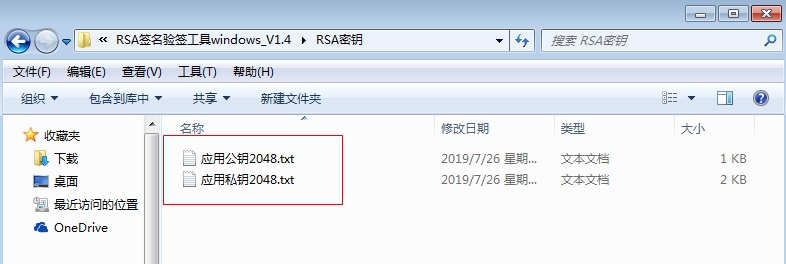 « RSA签名验签工具windows_V1.4 ▸ RSA密钥
搜索 RSA密钥
文件(F) 编辑(E) 查看(V) 工具(T) 帮助(H)
组织 包含到库中 共享 新建文件夹
名称 修改日期 类型 大小
收藏夹
下载
桌面
最近访问的位置
OneDrive
应用公钥2048.txt 2019/7/26 星期... 文本文档 1 KB
应用私钥2048.txt 2019/7/26 星期... 文本文档 2 KB